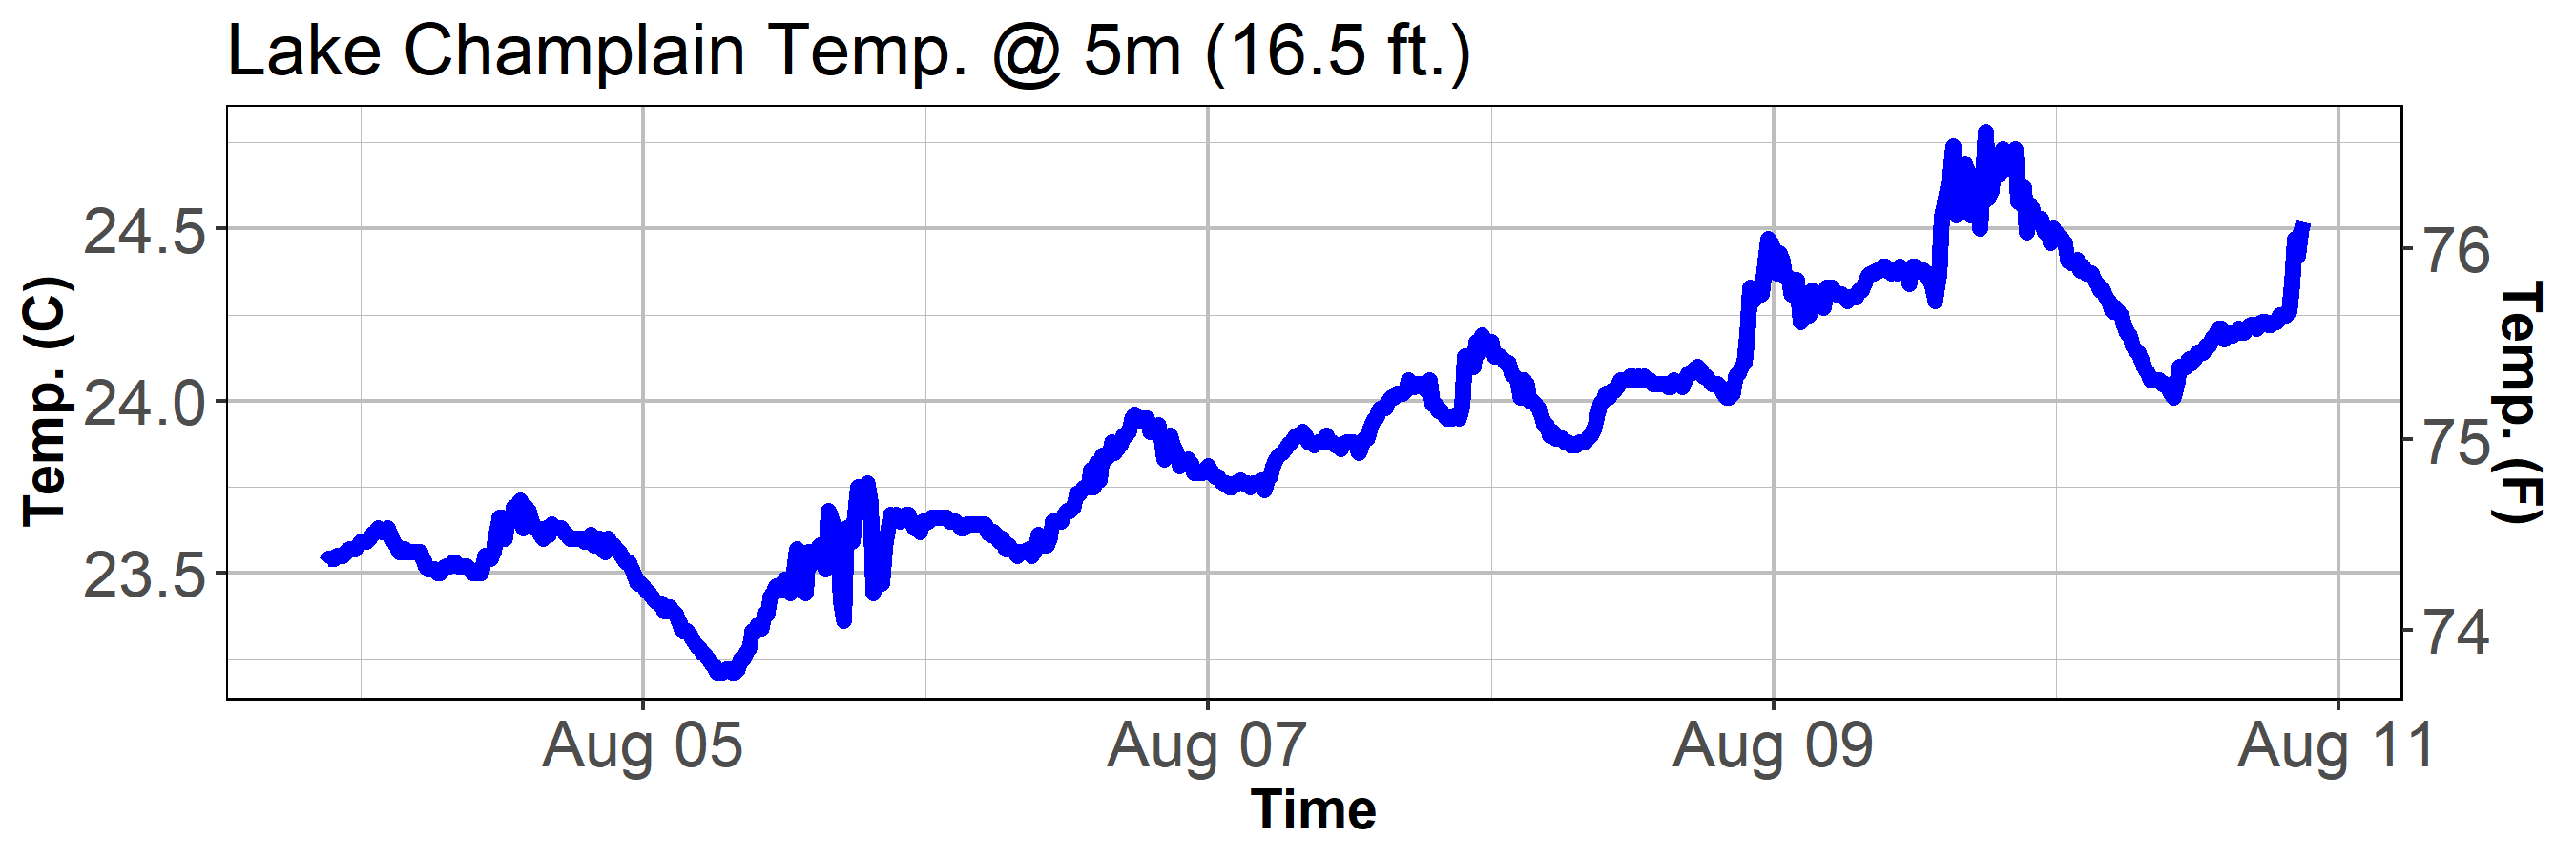 Lake Champlain Temp. @ 5m (16.5 ft.)
Temp. (C)
24.5
24.0
23.5
76
75
74
Temp. (F)
Aug 05
Aug 07
Aug 09
Aug 11
Time